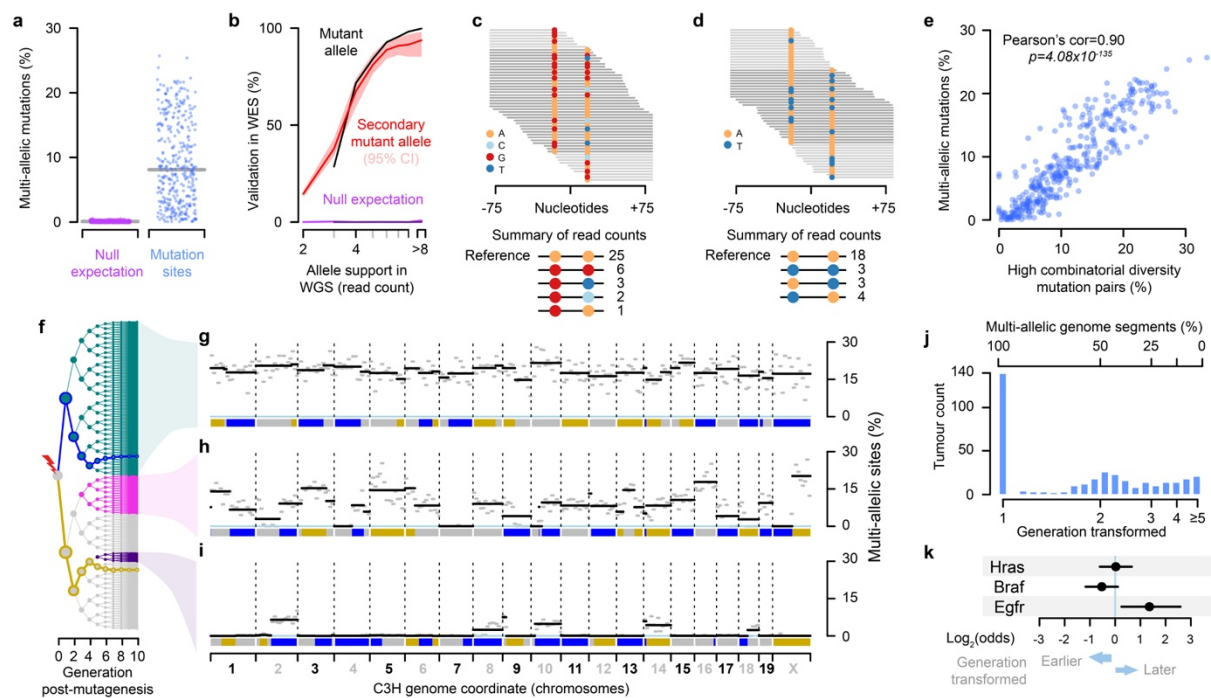 a
Multi-allelic mutations (%)
30
20
10
0
Null
expectation
Mutation
sites
b
Validation in WES (%)
100
50
0
Mutant
allele
Secondary
mutant allele
(95% CI)
Null expectation
2
4
>8
Allele support in
WGS (read count)
c
A
C
G
T
-75
Nucleotides
+75
Summary of read counts
Reference
25
6
3
2
1
d
A
T
-75
Nucleotides
+75
Summary of read counts
Reference
18
3
3
4
e
Multi-allelic mutations (%)
30
20
10
0
Pearson's cor=0.90
p=4.08x10-135
0
10
20
30
High combinatorial diversity
mutation pairs (%)
f
0 2 4 6 8 10
Generation
post-mutagenesis
g
30
15
0
h
30
15
0
i
30
15
0
Multi-allelic sites (%)
1 2 3 4 5 6 7 8 9 10 11 12 13 14 15 16 17 18 19 X
C3H genome coordinate (chromosomes)
j
Multi-allelic genome segments (%)
100 50 25 0
Tumour count
140
100
50
0
1 2 3 4 ≥5
Generation transformed
k
Hras
Braf
Egfr
Log2(odds)
-3 -2 -1 0 1 2 3
Generation
transformed
Earlier
Later